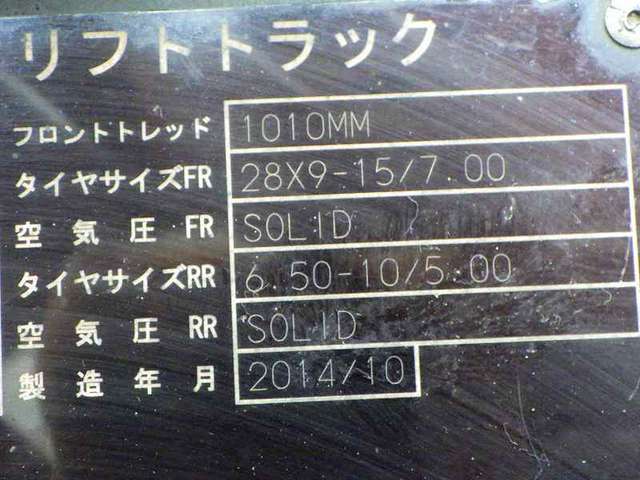 リフトトラック
フロントトレッド 1010MM
タイヤサイズFR 28X9-15/7.00
空気圧 FR SOLID
タイヤサイズRR 6.50-10/5.00
空気圧 RR SOLID
製造年月 2014/10